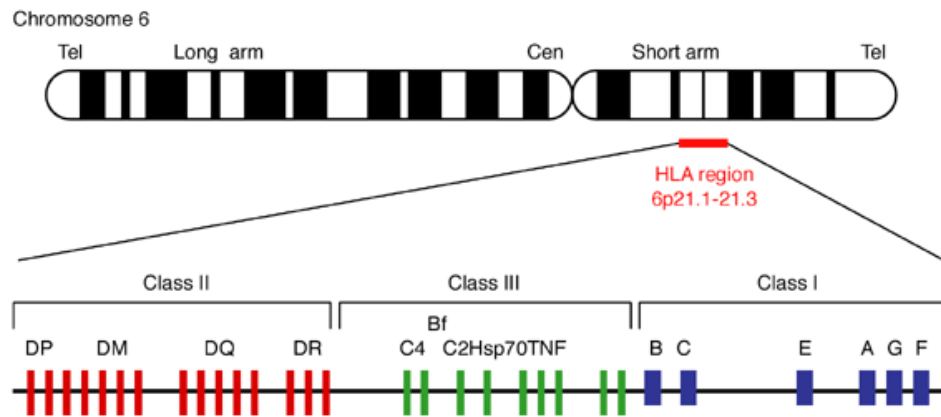 Chromosome 6
Tel Long arm Cen Short arm Tel
HLA region
6p21.1-21.3
Class II Class III Class I
Bf
DP DM DQ DR C4 C2Hsp70TNF B C E A G F